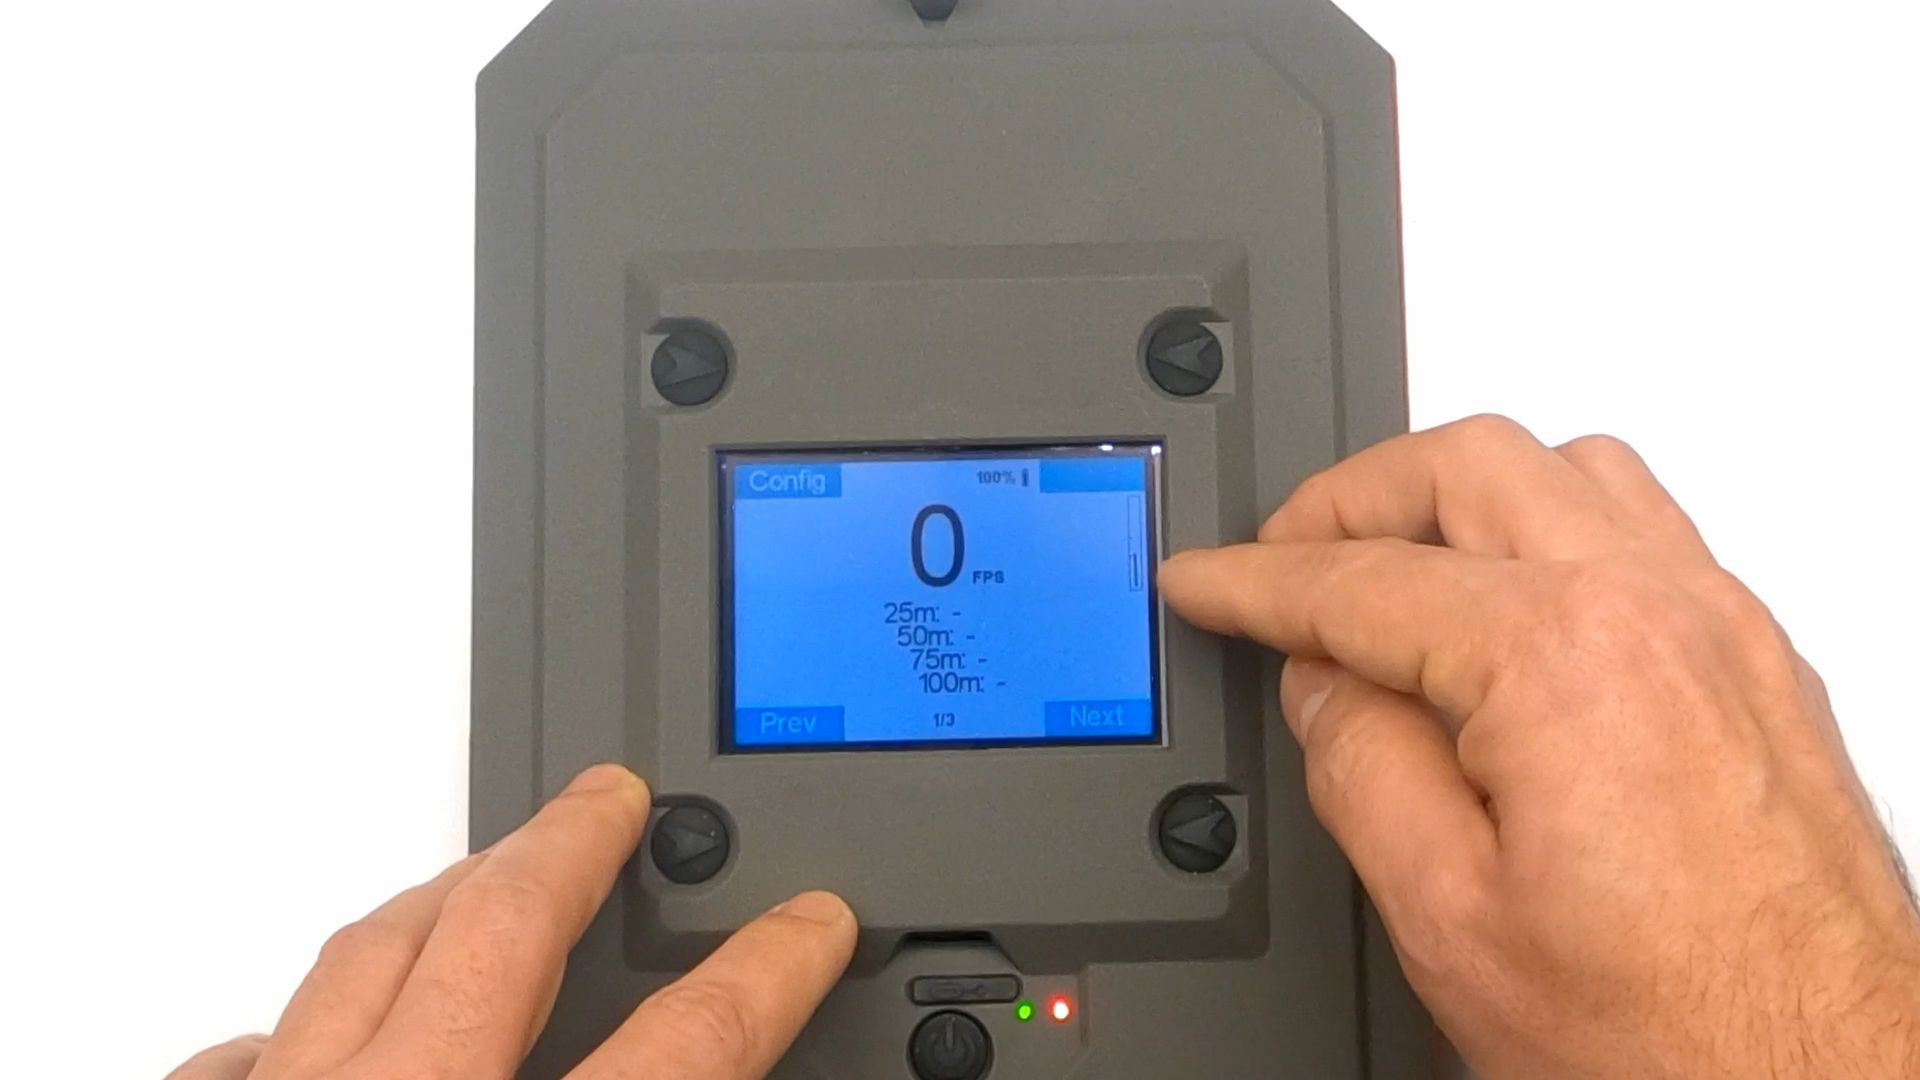 Config
100%
0
FPS
25m: -
50m: -
75m: -
100m: -
Prev
1/3
Next